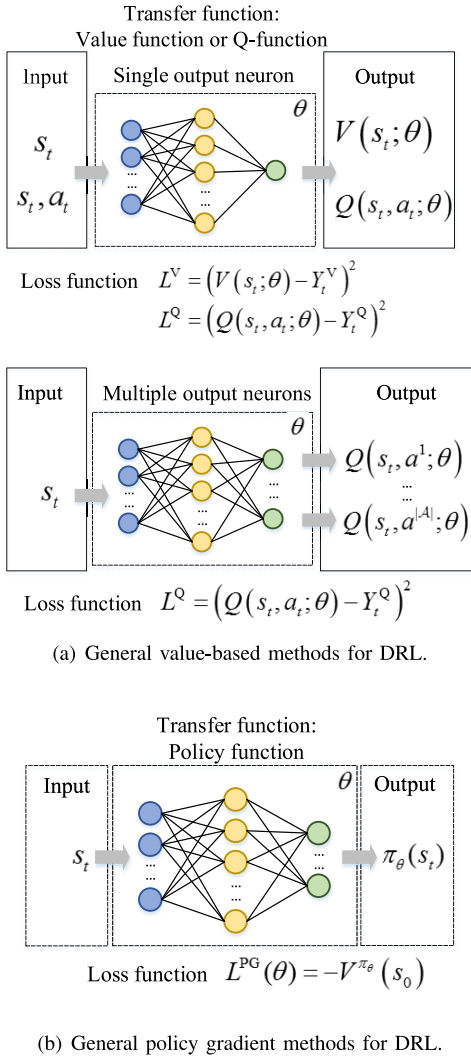 Transfer function:
Value function or Q-function
Input
Single output neuron
Output
θ
s_t
s_t, a_t
...
...
...
...
V(s_t;θ)
Q(s_t, a_t;θ)
Loss function L^V = (V(s_t;θ) − Y_t^V)^2
L^Q = (Q(s_t, a_t;θ) − Y_t^Q)^2
Input
Multiple output neurons
Output
θ
s_t
...
...
...
...
...
...
Q(s_t, a^1;θ)
...
...
Q(s_t, a^{|𝒜|};θ)
Loss function L^Q = (Q(s_t, a_t;θ) − Y_t^Q)^2
(a) General value-based methods for DRL.
Transfer function:
Policy function
Input
θ
Output
s_t
...
...
...
...
...
...
π_θ(s_t)
Loss function L^{PG}(θ) = −V^{π_θ}(s_0)
(b) General policy gradient methods for DRL.